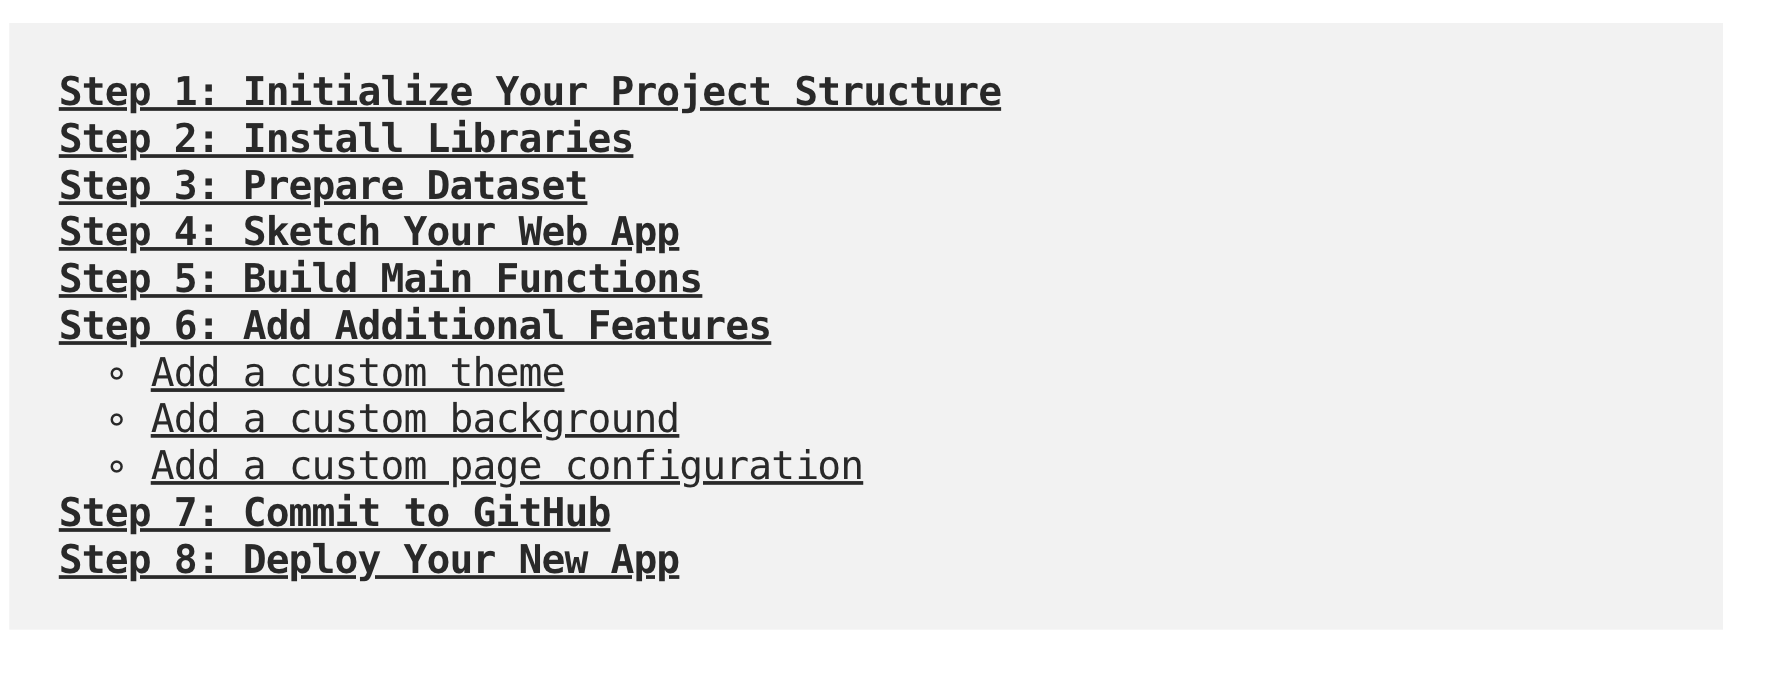 Step 1: Initialize Your Project Structure
Step 2: Install Libraries
Step 3: Prepare Dataset
Step 4: Sketch Your Web App
Step 5: Build Main Functions
Step 6: Add Additional Features
∘ Add a custom theme
∘ Add a custom background
∘ Add a custom page configuration
Step 7: Commit to GitHub
Step 8: Deploy Your New App